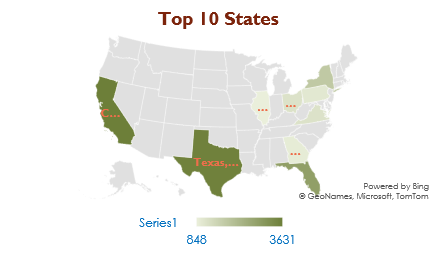 Top 10 States
C...
...
...
Texas,...
...
Powered by Bing
© GeoNames, Microsoft, TomTom
Series1
848 3631